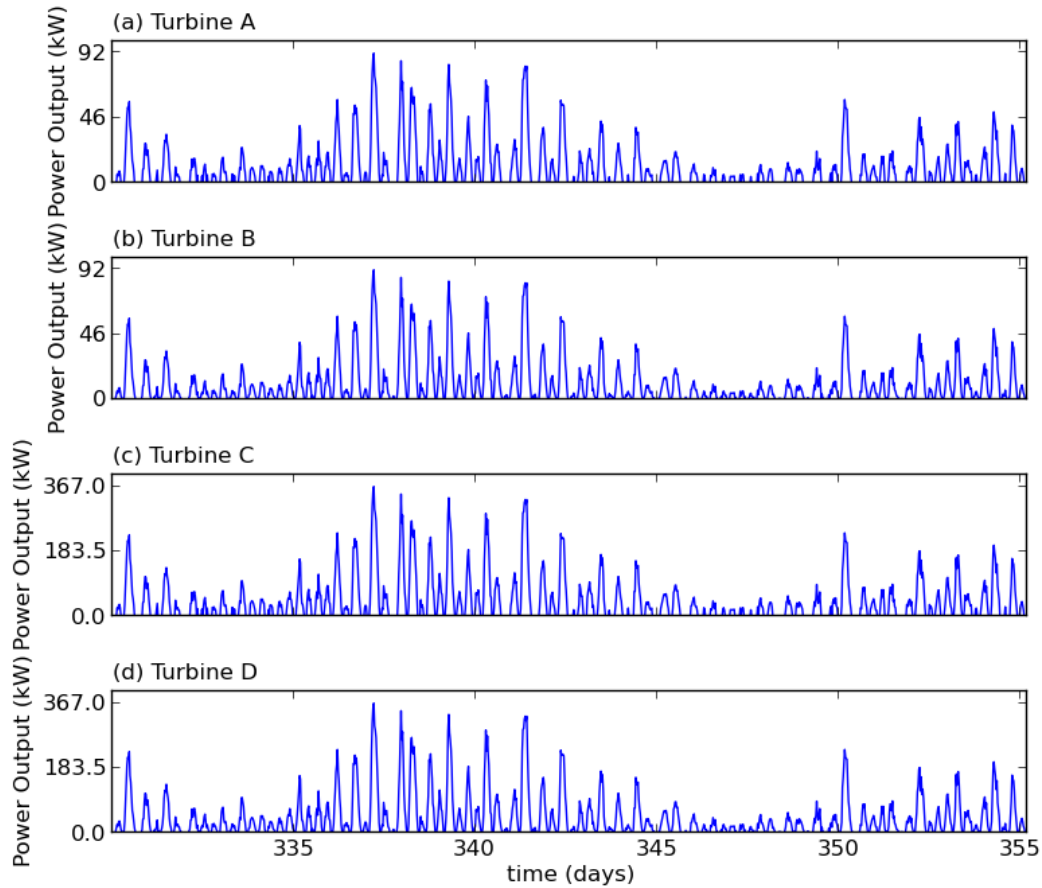 (a) Turbine A
Power Output (kW)
92
46
0
(b) Turbine B
Power Output (kW)
92
46
0
(c) Turbine C
Power Output (kW)
367.0
183.5
0.0
(d) Turbine D
Power Output (kW)
367.0
183.5
0.0
335 340 345 350 355
time (days)